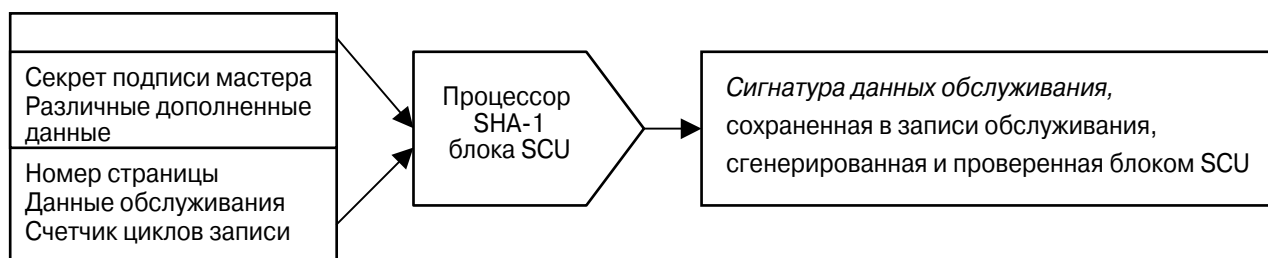 Секрет подписи мастера
Различные дополненные
данные
Номер страницы
Данные обслуживания
Счетчик циклов записи
Процессор
SHA-1
блока SCU
Сигнатура данных обслуживания,
сохраненная в записи обслуживания,
сгенерированная и проверенная блоком SCU